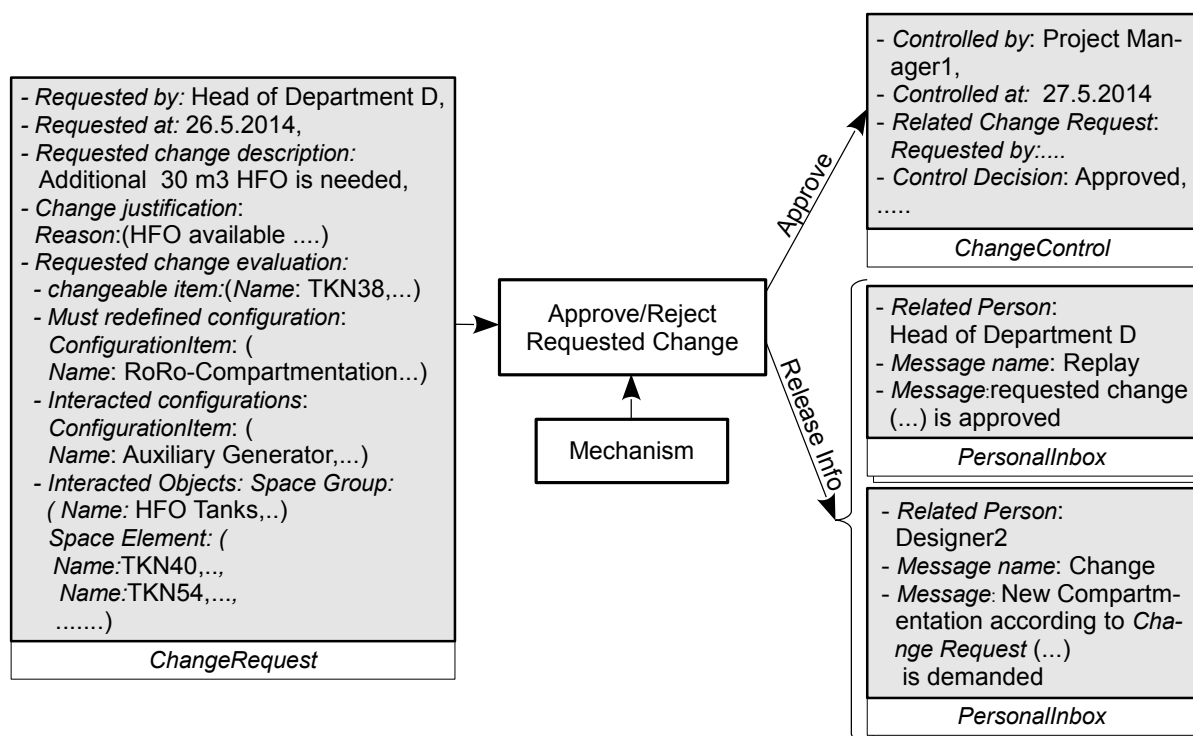 - Requested by: Head of Department D,
- Requested at: 26.5.2014,
- Requested change description:
Additional 30 m3 HFO is needed,
- Change justification:
Reason:(HFO available ....)
- Requested change evaluation:
- changeable item:(Name: TKN38,...)
- Must redefined configuration:
ConfigurationItem: (
Name: RoRo-Compartmentation...)
- Interacted configurations:
ConfigurationItem: (
Name: Auxiliary Generator,...)
- Interacted Objects: Space Group:
( Name: HFO Tanks,..)
Space Element: (
Name:TKN40,..,
Name:TKN54,...,
.......)
ChangeRequest
Approve/Reject
Requested Change
Mechanism
Approve
Release Info
- Controlled by: Project Man-
ager1,
- Controlled at: 27.5.2014
- Related Change Request:
Requested by:....
- Control Decision: Approved,
.....
ChangeControl
- Related Person:
Head of Department D
- Message name: Replay
- Message:requested change
(...) is approved
PersonalInbox
- Related Person:
Designer2
- Message name: Change
- Message: New Compartm-
entation according to Cha-
nge Request (...)
is demanded
PersonalInbox